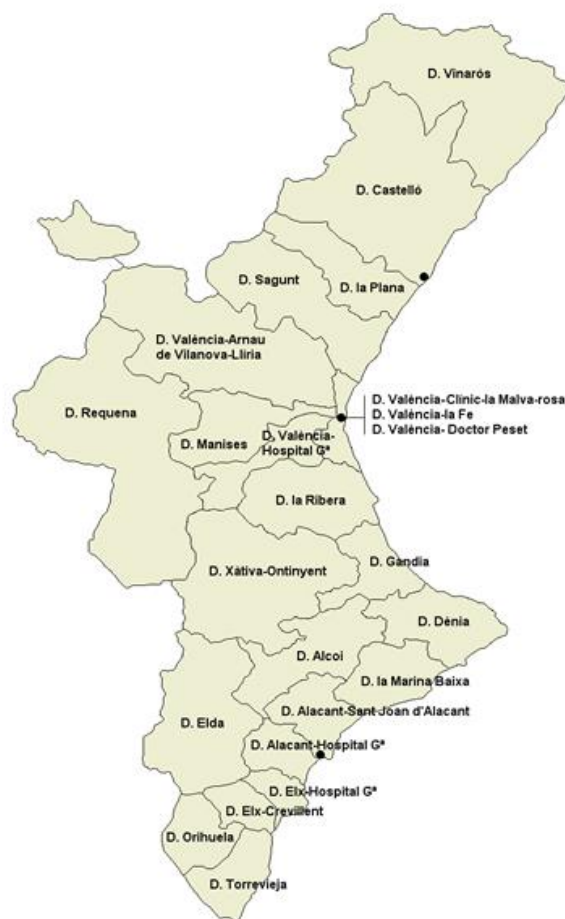 D. Vinarós
D. Castelló
D. Sagunt
D. la Plana
D. València-Arnau
de Vilanova-Llíria
D. València-Clínic-la Malva-rosa
D. València-la Fe
D. València- Doctor Peset
D. Requena
D. Manises
D. València-
Hospital Gª
D. la Ribera
D. Gandia
D. Xàtiva-Ontinyent
D. Dénia
D. Alcoi
D. la Marina Baixa
D. Elda
D. Alacant-Sant Joan d'Alacant
D. Alacant-Hospital Gª
D. Elx-Hospital Gª
D. Elx-Crevillent
D. Orihuela
D. Torrevieja